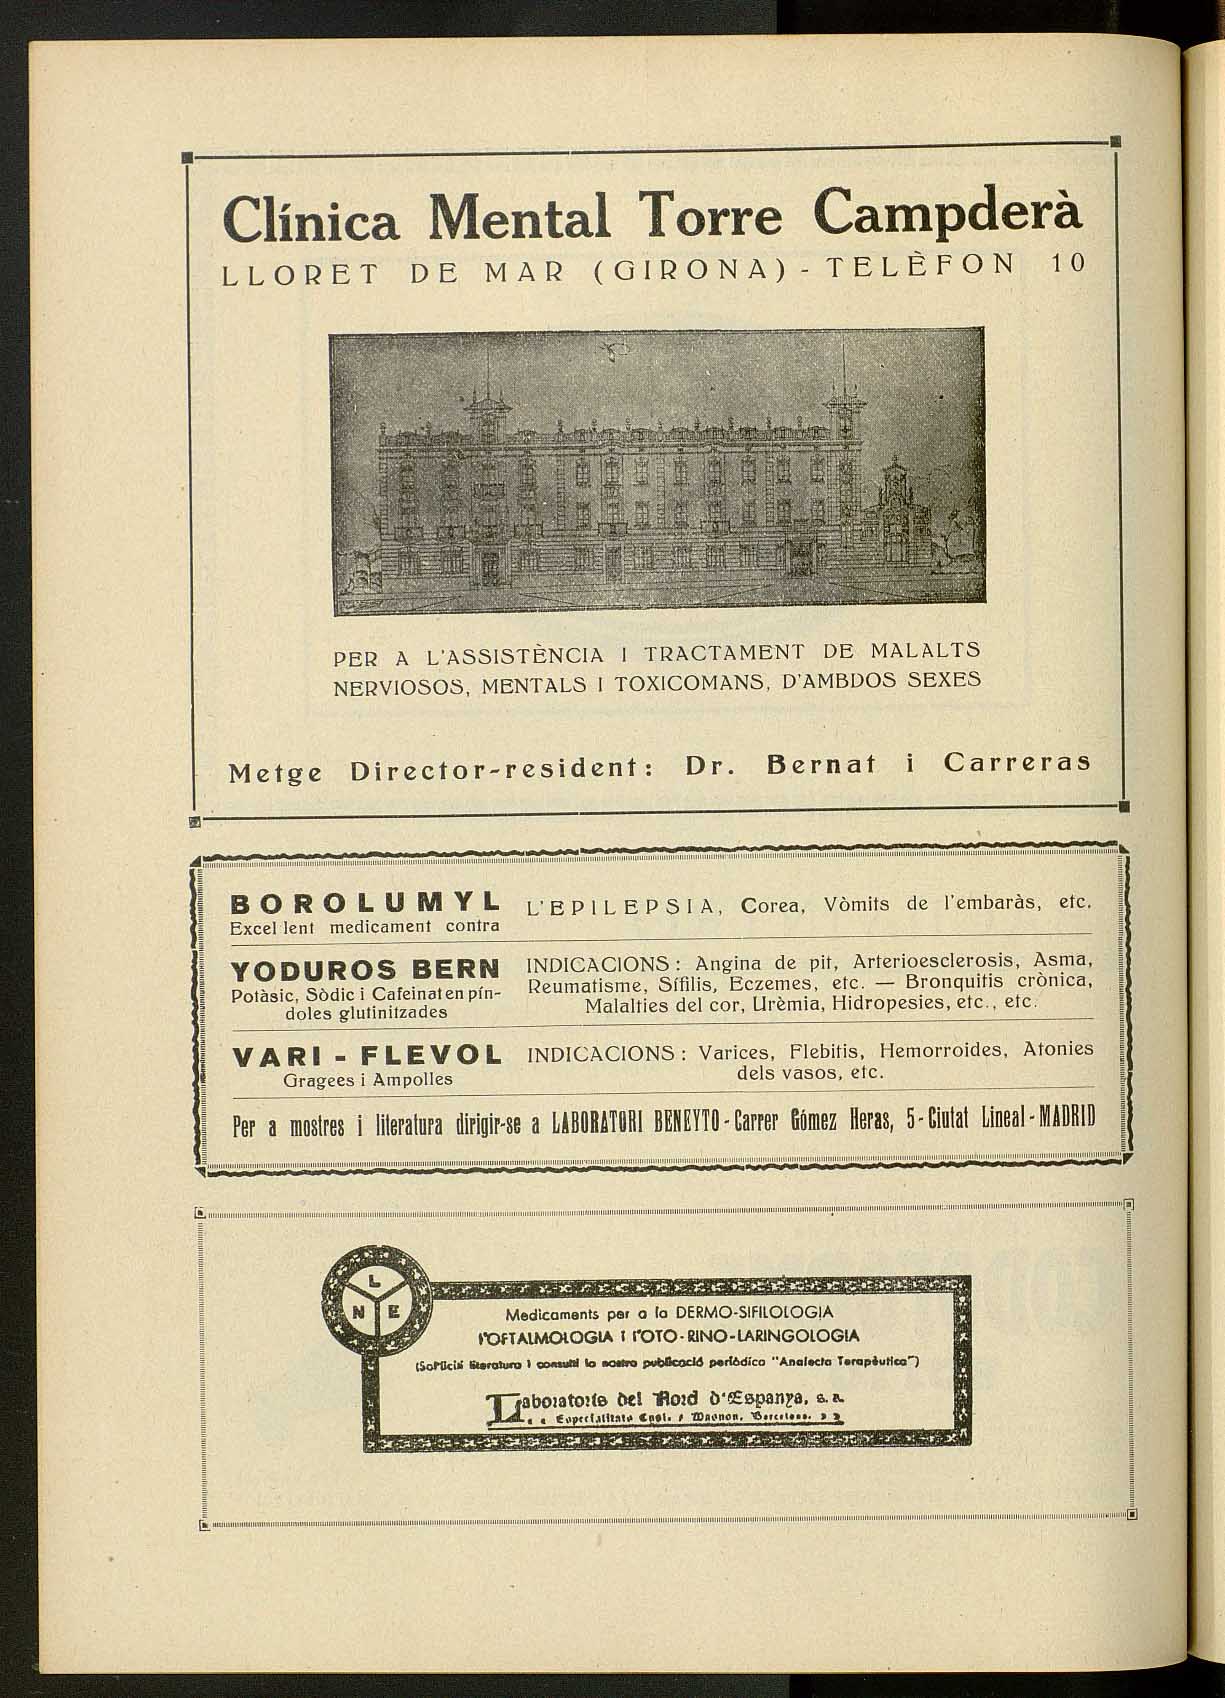 Clínica Mental Torre Campderà
LLORET DE MAR (GIRONA) - TELÈFON 10
PER A L'ASSISTÈNCIA I TRACTAMENT DE MALALTS
NERVIOSOS, MENTALS I TOXICOMANS, D'AMBDOS SEXES
Metge Director-resident: Dr. Bernat i Carreras
BOROLUMYL
Excel lent medicament contra
L'EPILEPSIA, Corea, Vòmits de l'embaràs, etc.
YODUROS BERN
Potàsic, Sòdic i Cafeinat en pín-
doles glutinitzades
INDICACIONS: Angina de pit, Arterioesclerosis, Asma,
Reumatisme, Sífilis, Eczemes, etc. — Bronquitis crònica,
Malalties del cor, Urèmia, Hidropesies, etc., etc.
VARI - FLEVOL
Gragees i Ampolles
INDICACIONS: Varices, Flebitis, Hemorroides, Atonies
dels vasos, etc.
Per a mostres i literatura dirigir-se a LABORATORI BENEYTO - Carrer Gómez Heras, 5 - Ciutat Lineal - MADRID
L
N E
Medicaments per a la DERMO-SIFILOLOGIA
l'OFTALMOLOGIA i l'OTO-RINO-LARINGOLOGIA
(Sol·liciti literatura i consulti la nostra publicació periòdica "Analecta Terapèutica")
Laboratoris del Nord d'Espanya, s. a.
Especialitats Cusí. Masnou. Barcelona.